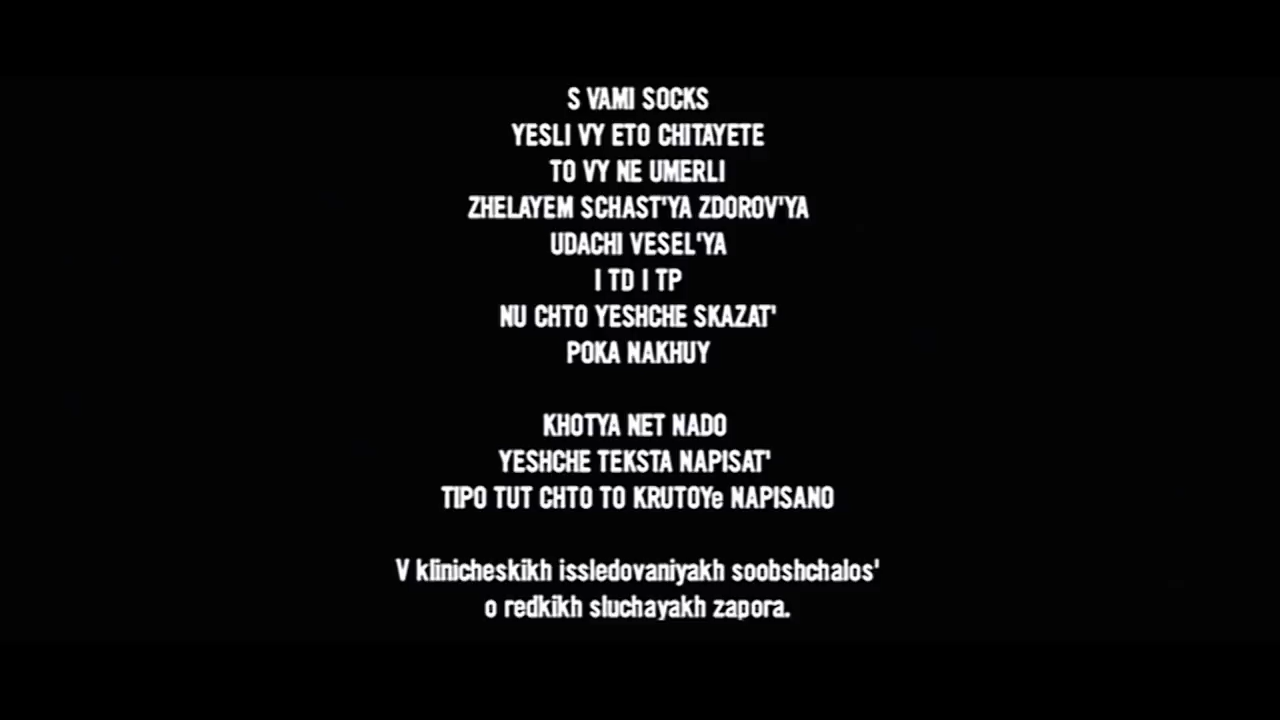 S VAMI SOCKS
YESLI VY ETO CHITAYETE
TO VY NE UMERLI
ZHELAYEM SCHAST'YA ZDOROV'YA
UDACHI VESEL'YA
I TD I TP
NU CHTO YESHCHE SKAZAT'
POKA NAKHUY
KHOTYA NET NADO
YESHCHE TEKSTA NAPISAT'
TIPO TUT CHTO TO KRUTOYe NAPISANO
V klinicheskikh issledovaniyakh soobshchalos'
o redkikh sluchayakh zapora.